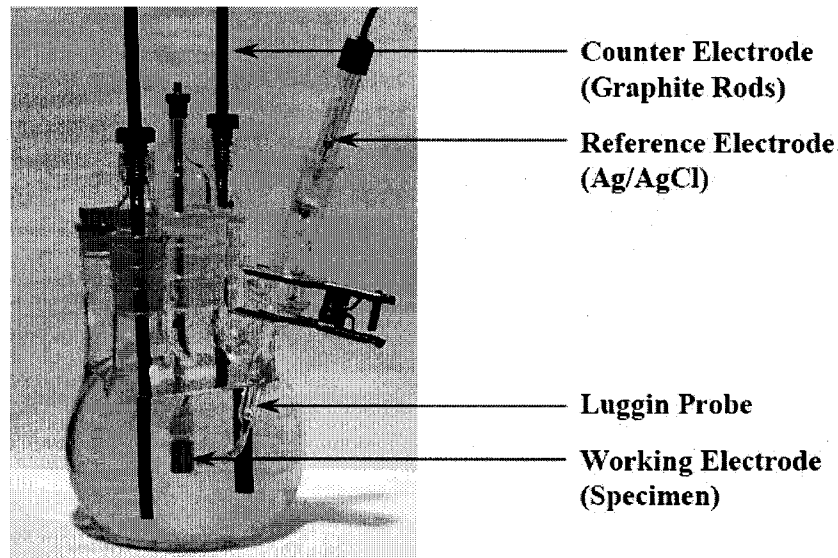 Counter Electrode
(Graphite Rods)
Reference Electrode
(Ag/AgCl)
Luggin Probe
Working Electrode
(Specimen)